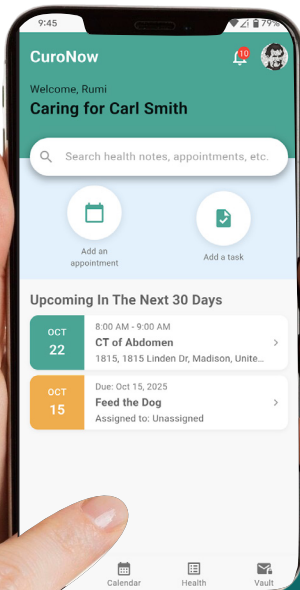 9:45
79%
CuroNow
10
Welcome, Rumi
Caring for Carl Smith
Search health notes, appointments, etc.
Add an
appointment
Add a task
Upcoming In The Next 30 Days
OCT
22
8:00 AM - 9:00 AM
CT of Abdomen
1815, 1815 Linden Dr, Madison, Unite...
OCT
15
Due: Oct 15, 2025
Feed the Dog
Assigned to: Unassigned
Calendar
Health
Vault